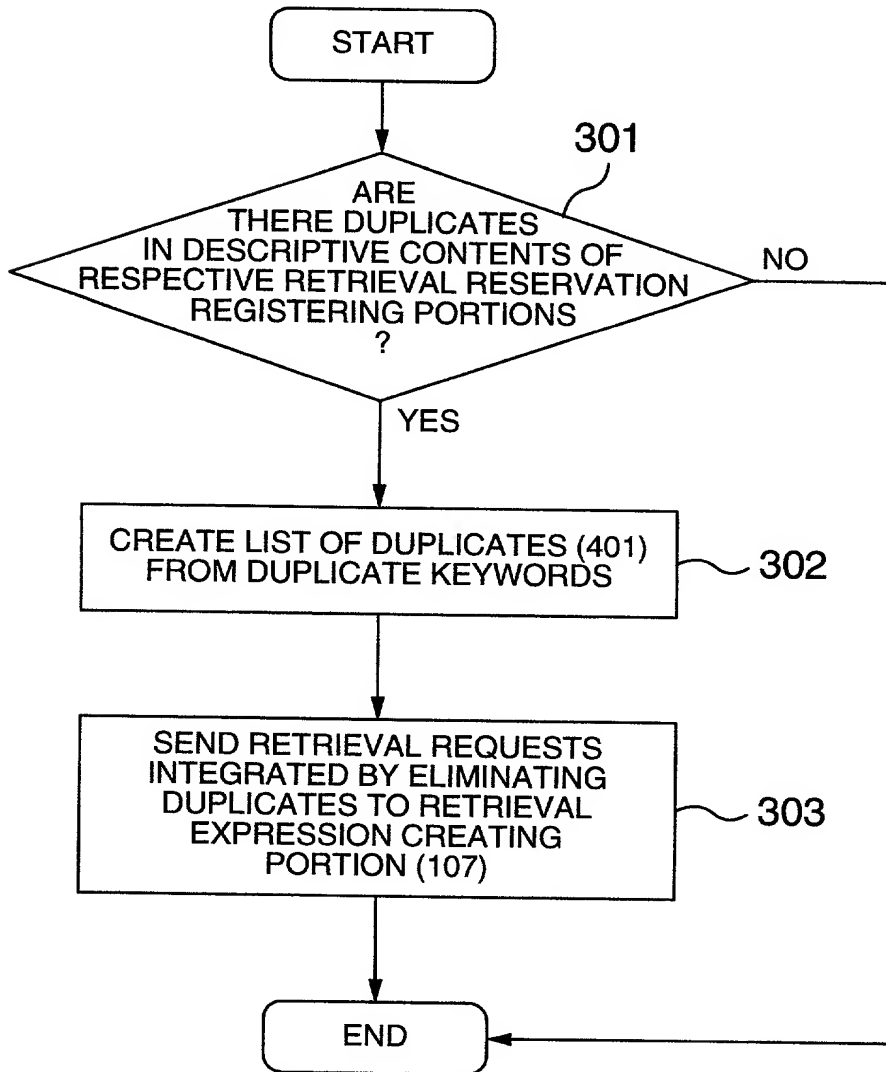 START
301
ARE
THERE DUPLICATES
IN DESCRIPTIVE CONTENTS OF
RESPECTIVE RETRIEVAL RESERVATION
REGISTERING PORTIONS
?
NO
YES
CREATE LIST OF DUPLICATES (401)
FROM DUPLICATE KEYWORDS
302
SEND RETRIEVAL REQUESTS
INTEGRATED BY ELIMINATING
DUPLICATES TO RETRIEVAL
EXPRESSION CREATING
PORTION (107)
303
END